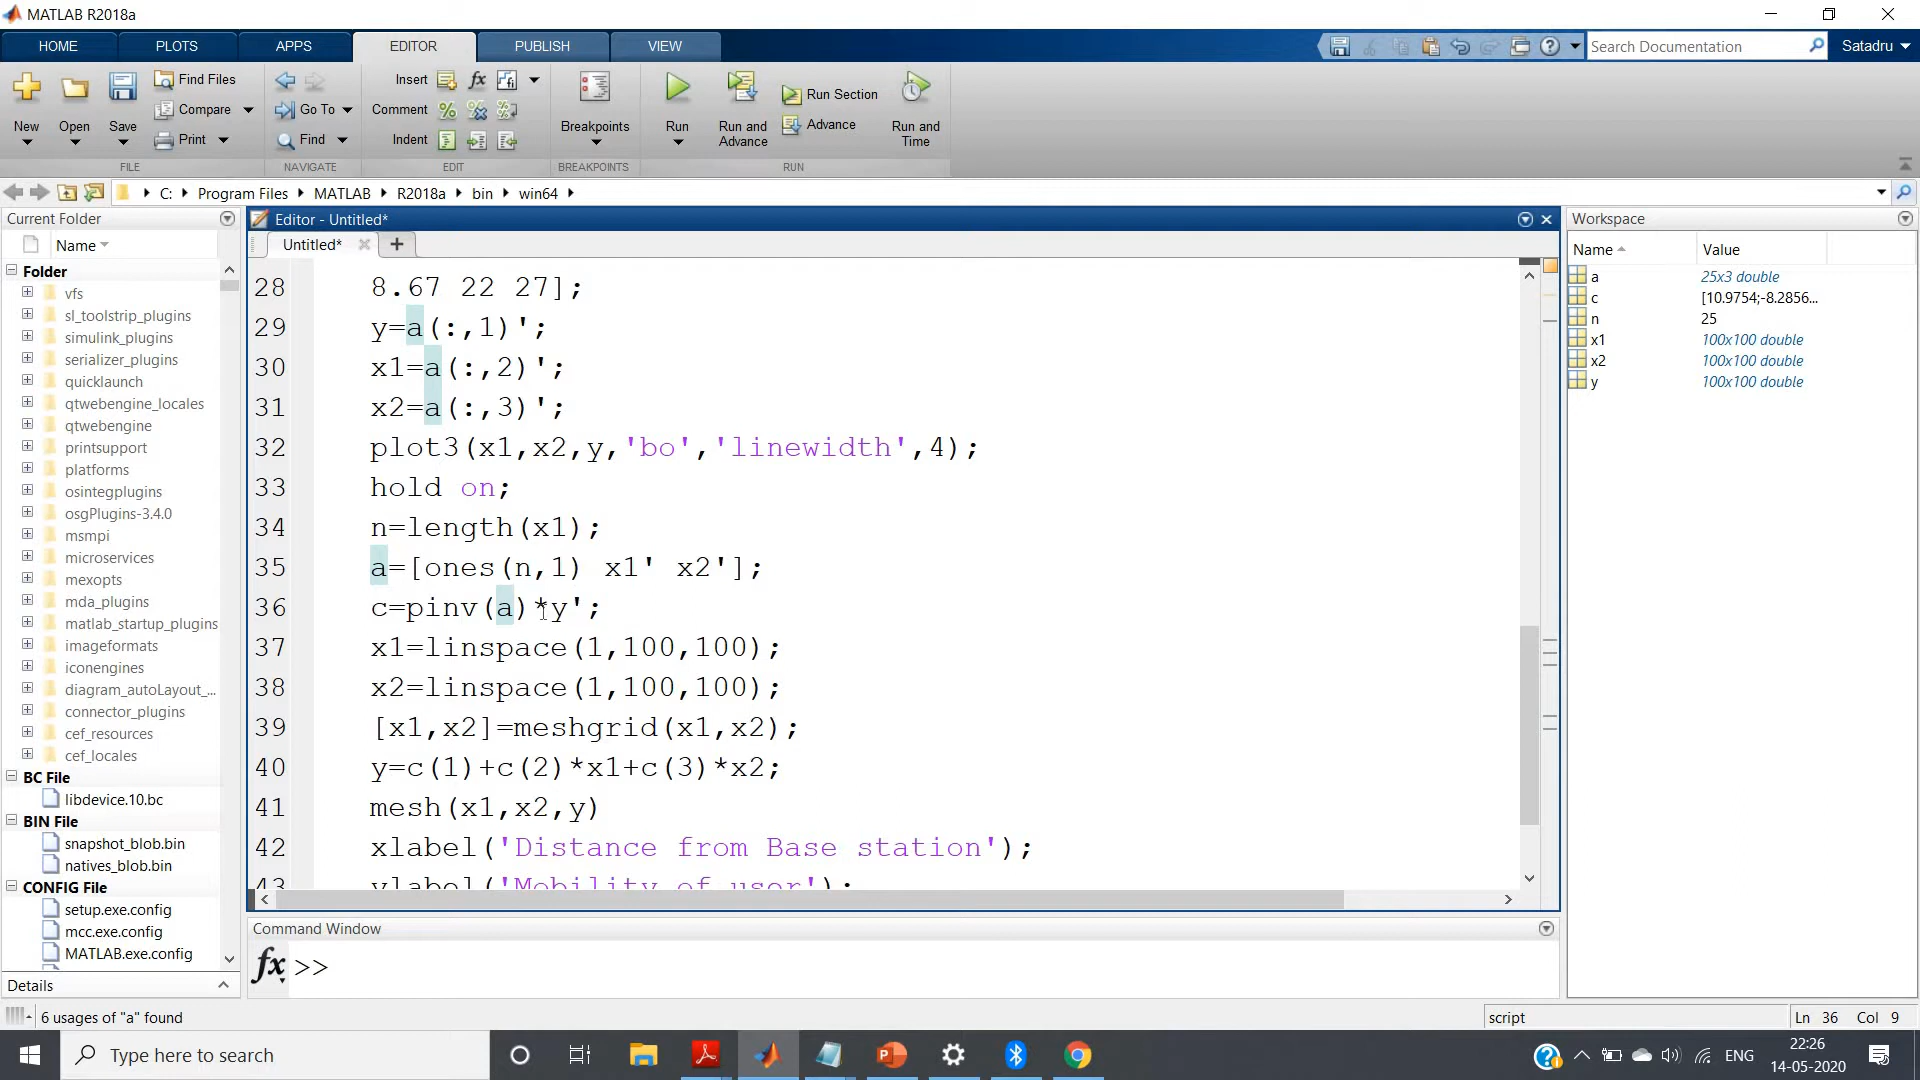 MATLAB R2018a
HOME PLOTS APPS EDITOR PUBLISH VIEW
Search Documentation
Satadru
New Open Save
Find Files
Compare
Print
FILE
Go To
Find
NAVIGATE
Insert
Comment
Indent
EDIT
Breakpoints
BREAKPOINTS
Run
Run and Advance
Run Section
Advance
Run and Time
RUN
C: Program Files MATLAB R2018a bin win64
Current Folder
Name
Folder
vfs
sl_toolstrip_plugins
simulink_plugins
serializer_plugins
quicklaunch
qtwebengine_locales
qtwebengine
printsupport
platforms
osintegplugins
osgPlugins-3.4.0
msmpi
microservices
mexopts
mda_plugins
matlab_startup_plugins
imageformats
iconengines
diagram_autoLayout_...
connector_plugins
cef_resources
cef_locales
BC File
libdevice.10.bc
BIN File
snapshot_blob.bin
natives_blob.bin
CONFIG File
setup.exe.config
mcc.exe.config
MATLAB.exe.config
Details
Editor - Untitled*
Untitled*
28 8.67 22 27];
29 y=a(:,1)';
30 x1=a(:,2)';
31 x2=a(:,3)';
32 plot3(x1,x2,y,'bo','linewidth',4);
33 hold on;
34 n=length(x1);
35 a=[ones(n,1) x1' x2'];
36 c=pinv(a)*y';
37 x1=linspace(1,100,100);
38 x2=linspace(1,100,100);
39 [x1,x2]=meshgrid(x1,x2);
40 y=c(1)+c(2)*x1+c(3)*x2;
41 mesh(x1,x2,y)
42 xlabel('Distance from Base station');
43 ylabel('Mobility of user');
Command Window
fx >>
Workspace
Name Value
a 25x3 double
c [10.9754;-8.2856...
n 25
x1 100x100 double
x2 100x100 double
y 100x100 double
6 usages of "a" found
script
Ln 36 Col 9
Type here to search
ENG
22:26
14-05-2020